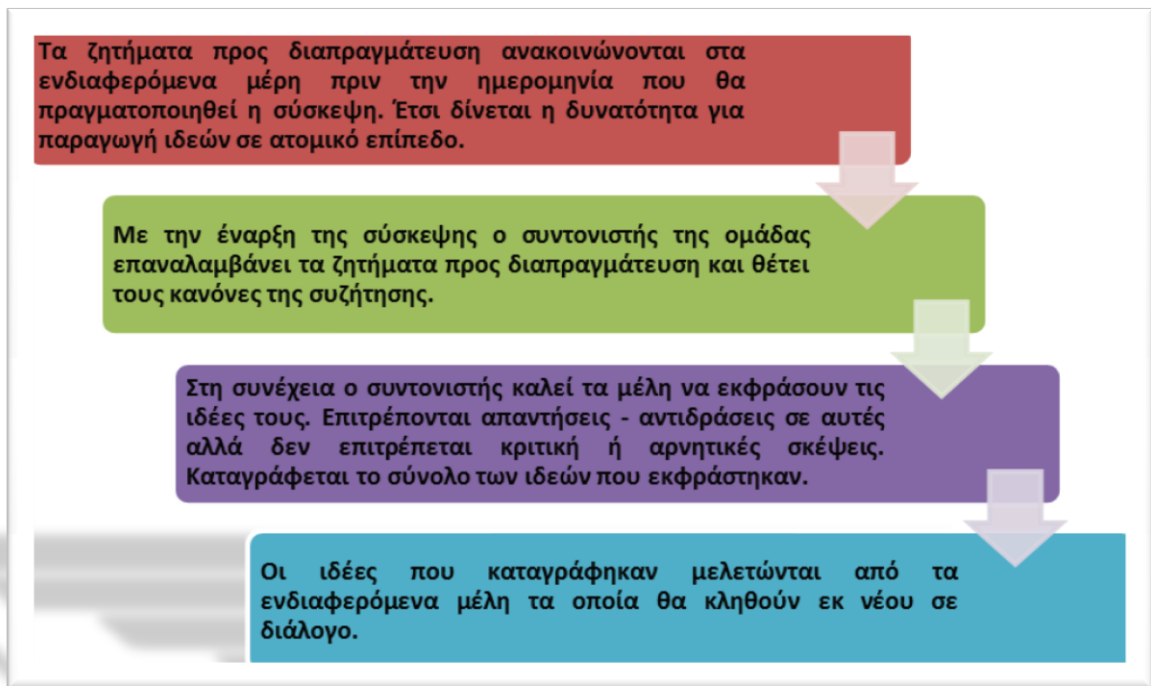 Τα ζητήματα προς διαπραγμάτευση ανακοινώνονται στα
ενδιαφερόμενα μέρη πριν την ημερομηνία που θα
πραγματοποιηθεί η σύσκεψη. Έτσι δίνεται η δυνατότητα για
παραγωγή ιδεών σε ατομικό επίπεδο.
Με την έναρξη της σύσκεψης ο συντονιστής της ομάδας
επαναλαμβάνει τα ζητήματα προς διαπραγμάτευση και θέτει
τους κανόνες της συζήτησης.
Στη συνέχεια ο συντονιστής καλεί τα μέλη να εκφράσουν τις
ιδέες τους. Επιτρέπονται απαντήσεις - αντιδράσεις σε αυτές
αλλά δεν επιτρέπεται κριτική ή αρνητικές σκέψεις.
Καταγράφεται το σύνολο των ιδεών που εκφράστηκαν.
Οι ιδέες που καταγράφηκαν μελετώνται από τα
ενδιαφερόμενα μέλη τα οποία θα κληθούν εκ νέου σε
διάλογο.